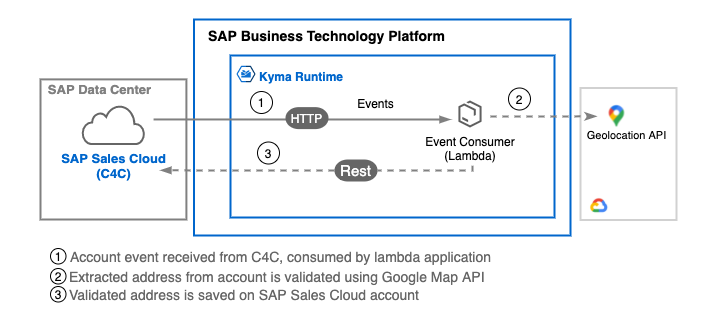 SAP Business Technology Platform
Kyma Runtime
SAP Data Center
1
HTTP
Events
2
Geolocation API
Event Consumer
(Lambda)
SAP Sales Cloud
(C4C)
3
Rest
1 Account event received from C4C, consumed by lambda application
2 Extracted address from account is validated using Google Map API
3 Validated address is saved on SAP Sales Cloud account